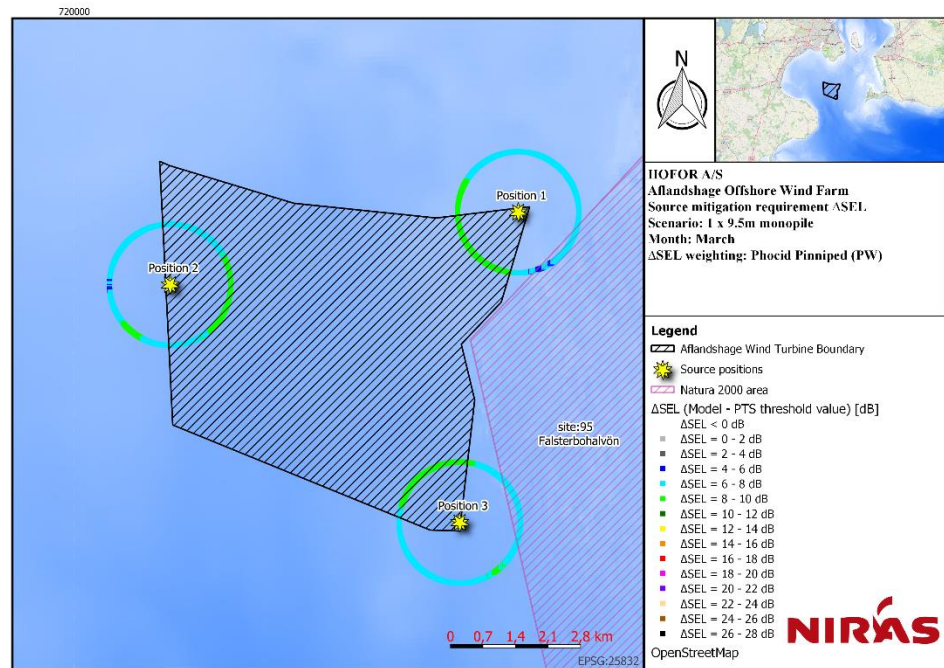 720000
N
HOFOR A/S
Aflandshage Offshore Wind Farm
Source mitigation requirement ΔSEL
Scenario: 1 x 9.5m monopile
Month: March
ΔSEL weighting: Phocid Pinniped (PW)
Position 1
Position 2
Position 3
site:95
Falsterbohalvön
Legend
Aflandshage Wind Turbine Boundary
Source positions
Natura 2000 area
ΔSEL (Model - PTS threshold value) [dB]
ΔSEL < 0 dB
ΔSEL = 0 - 2 dB
ΔSEL = 2 - 4 dB
ΔSEL = 4 - 6 dB
ΔSEL = 6 - 8 dB
ΔSEL = 8 - 10 dB
ΔSEL = 10 - 12 dB
ΔSEL = 12 - 14 dB
ΔSEL = 14 - 16 dB
ΔSEL = 16 - 18 dB
ΔSEL = 18 - 20 dB
ΔSEL = 20 - 22 dB
ΔSEL = 22 - 24 dB
ΔSEL = 24 - 26 dB
ΔSEL = 26 - 28 dB
OpenStreetMap
NIRAS
0 0,7 1,4 2,1 2,8 km
EPSG:25832